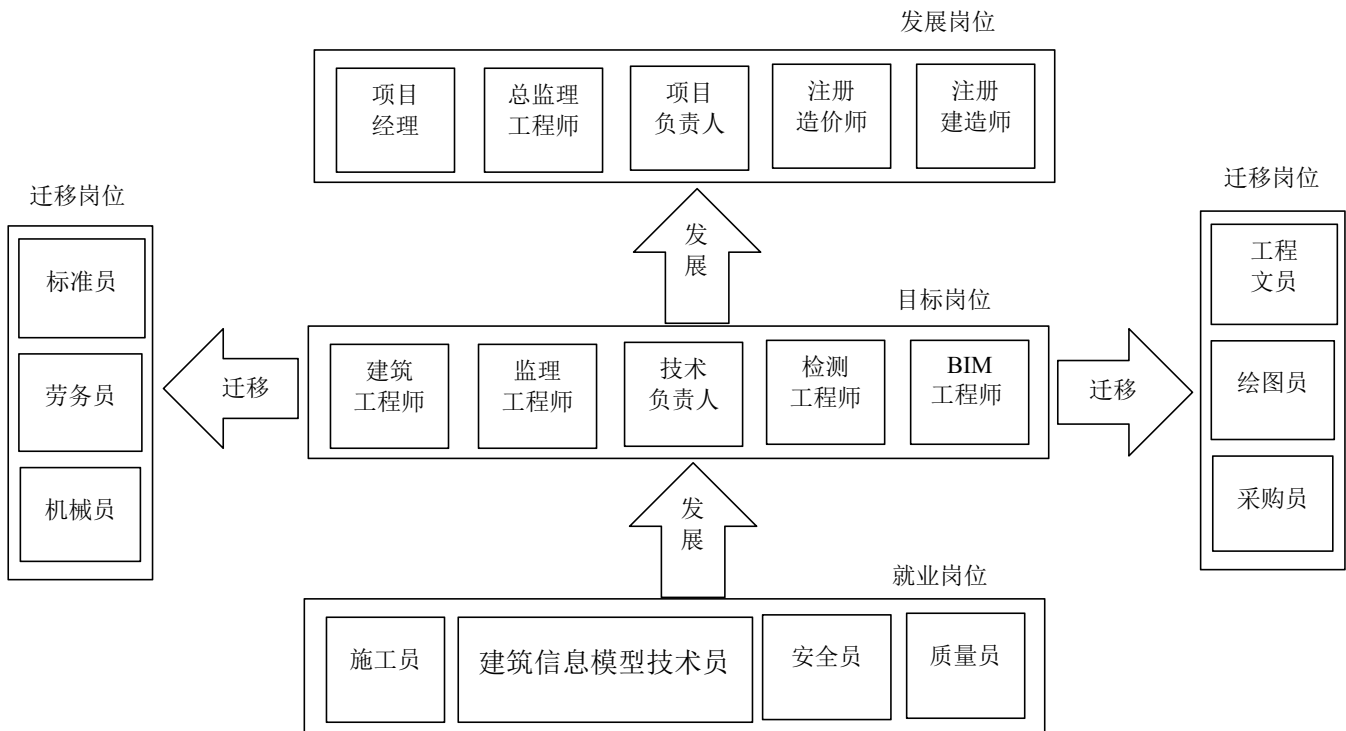 发展岗位
项目
经理
总监理
工程师
项目
负责人
注册
造价师
注册
建造师
迁移岗位
标准员
劳务员
机械员
迁移岗位
工程
文员
绘图员
采购员
发
展
目标岗位
迁移
建筑
工程师
监理
工程师
技术
负责人
检测
工程师
BIM
工程师
迁移
发
展
就业岗位
施工员
建筑信息模型技术员
安全员
质量员